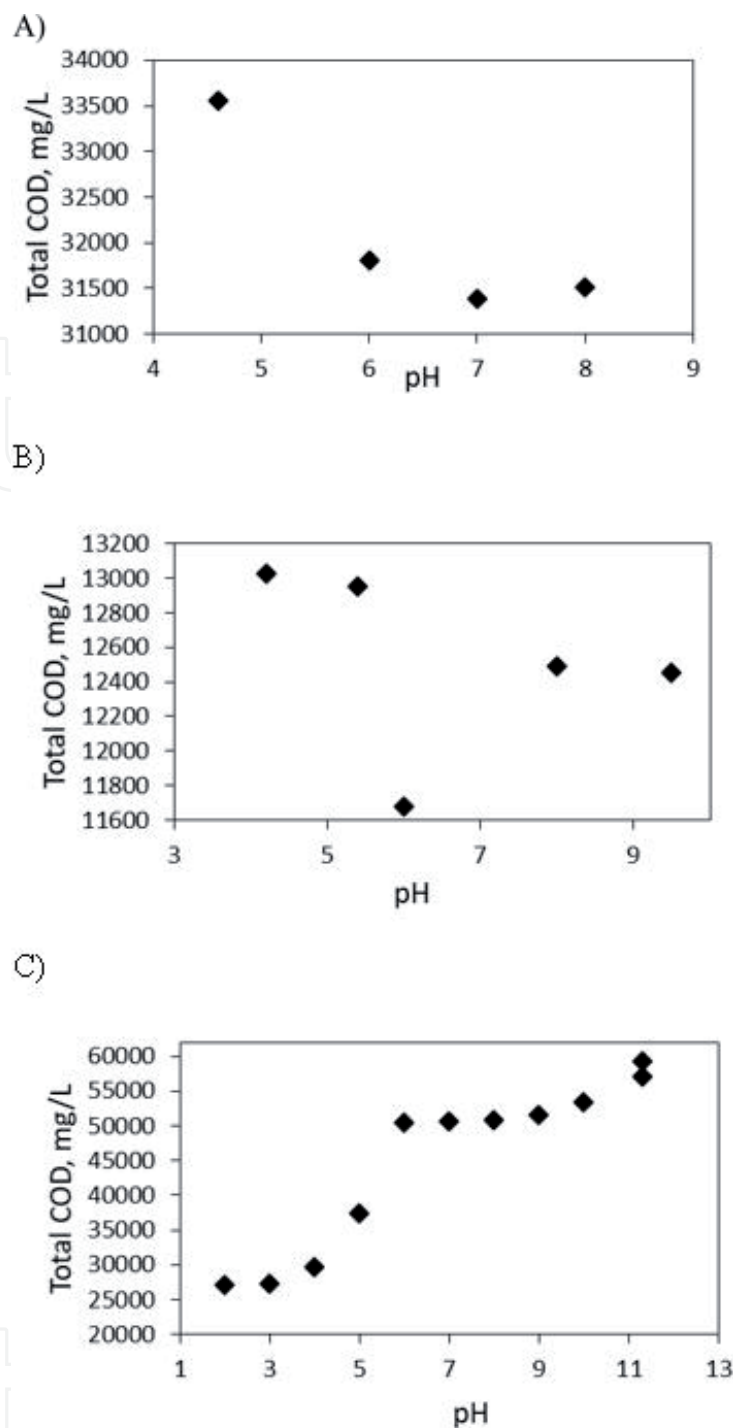 A)
34000
33500
33000
32500
32000
31500
31000
Total COD, mg/L
4 5 6 7 8 9
pH
B)
13200
13000
12800
12600
12400
12200
12000
11800
11600
Total COD, mg/L
3 5 7 9
pH
C)
60000
55000
50000
45000
40000
35000
30000
25000
20000
Total COD, mg/L
1 3 5 7 9 11 13
pH